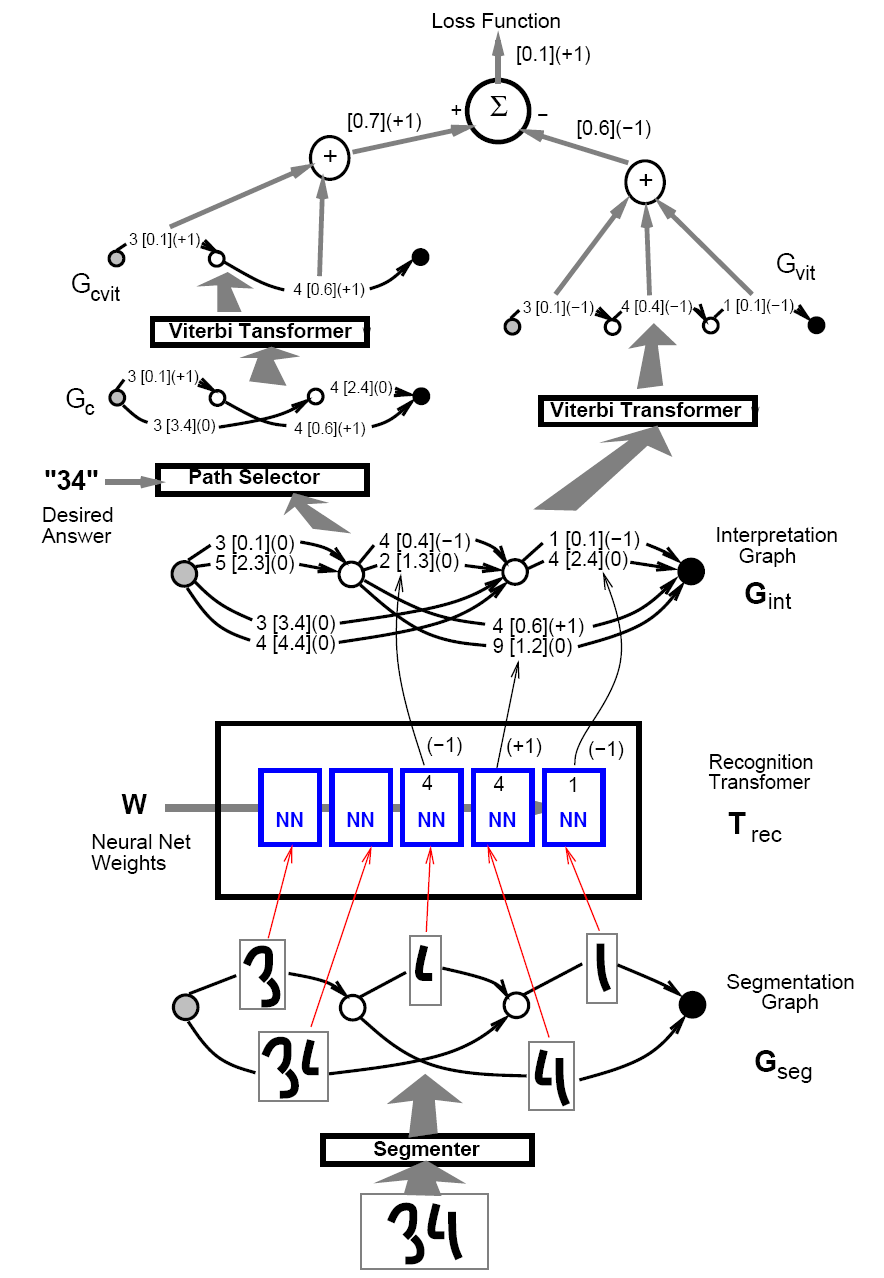 Loss Function
[0.1](+1)
+ Σ −
[0.7](+1)
[0.6](−1)
+
+
3 [0.1](+1)
4 [0.6](+1)
G cvit
G vit
3 [0.1](−1) 4 [0.4](−1) 1 [0.1](−1)
Viterbi Tansformer
3 [0.1](+1)
4 [2.4](0)
G c
3 [3.4](0)
4 [0.6](+1)
Viterbi Transformer
"34"
Path Selector
Desired
Answer
3 [0.1](0)
5 [2.3](0)
4 [0.4](−1)
2 [1.3](0)
1 [0.1](−1)
4 [2.4](0)
Interpretation
Graph
G int
3 [3.4](0)
4 [4.4](0)
4 [0.6](+1)
9 [1.2](0)
(−1) (+1) (−1)
4 4 1
NN NN NN NN NN
W
Neural Net
Weights
Recognition
Transfomer
T rec
3 4 1
34 4
Segmentation
Graph
G seg
Segmenter
34